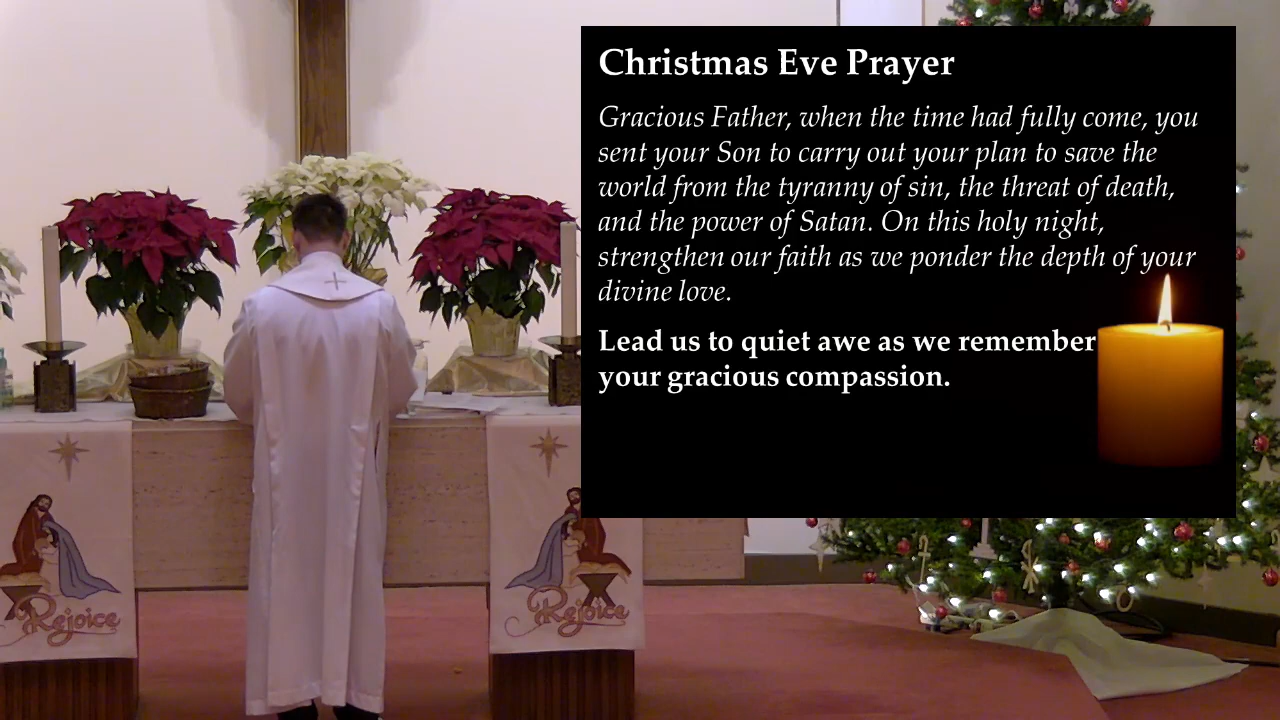 Christmas Eve Prayer
Gracious Father, when the time had fully come, you
sent your Son to carry out your plan to save the
world from the tyranny of sin, the threat of death,
and the power of Satan. On this holy night,
strengthen our faith as we ponder the depth of your
divine love.
Lead us to quiet awe as we remember
your gracious compassion.
Rejoice
Rejoice